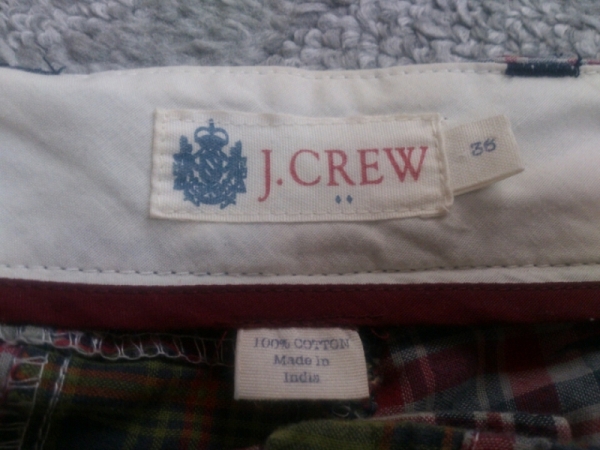 J.CREW
36
100% COTTON
Made in
India